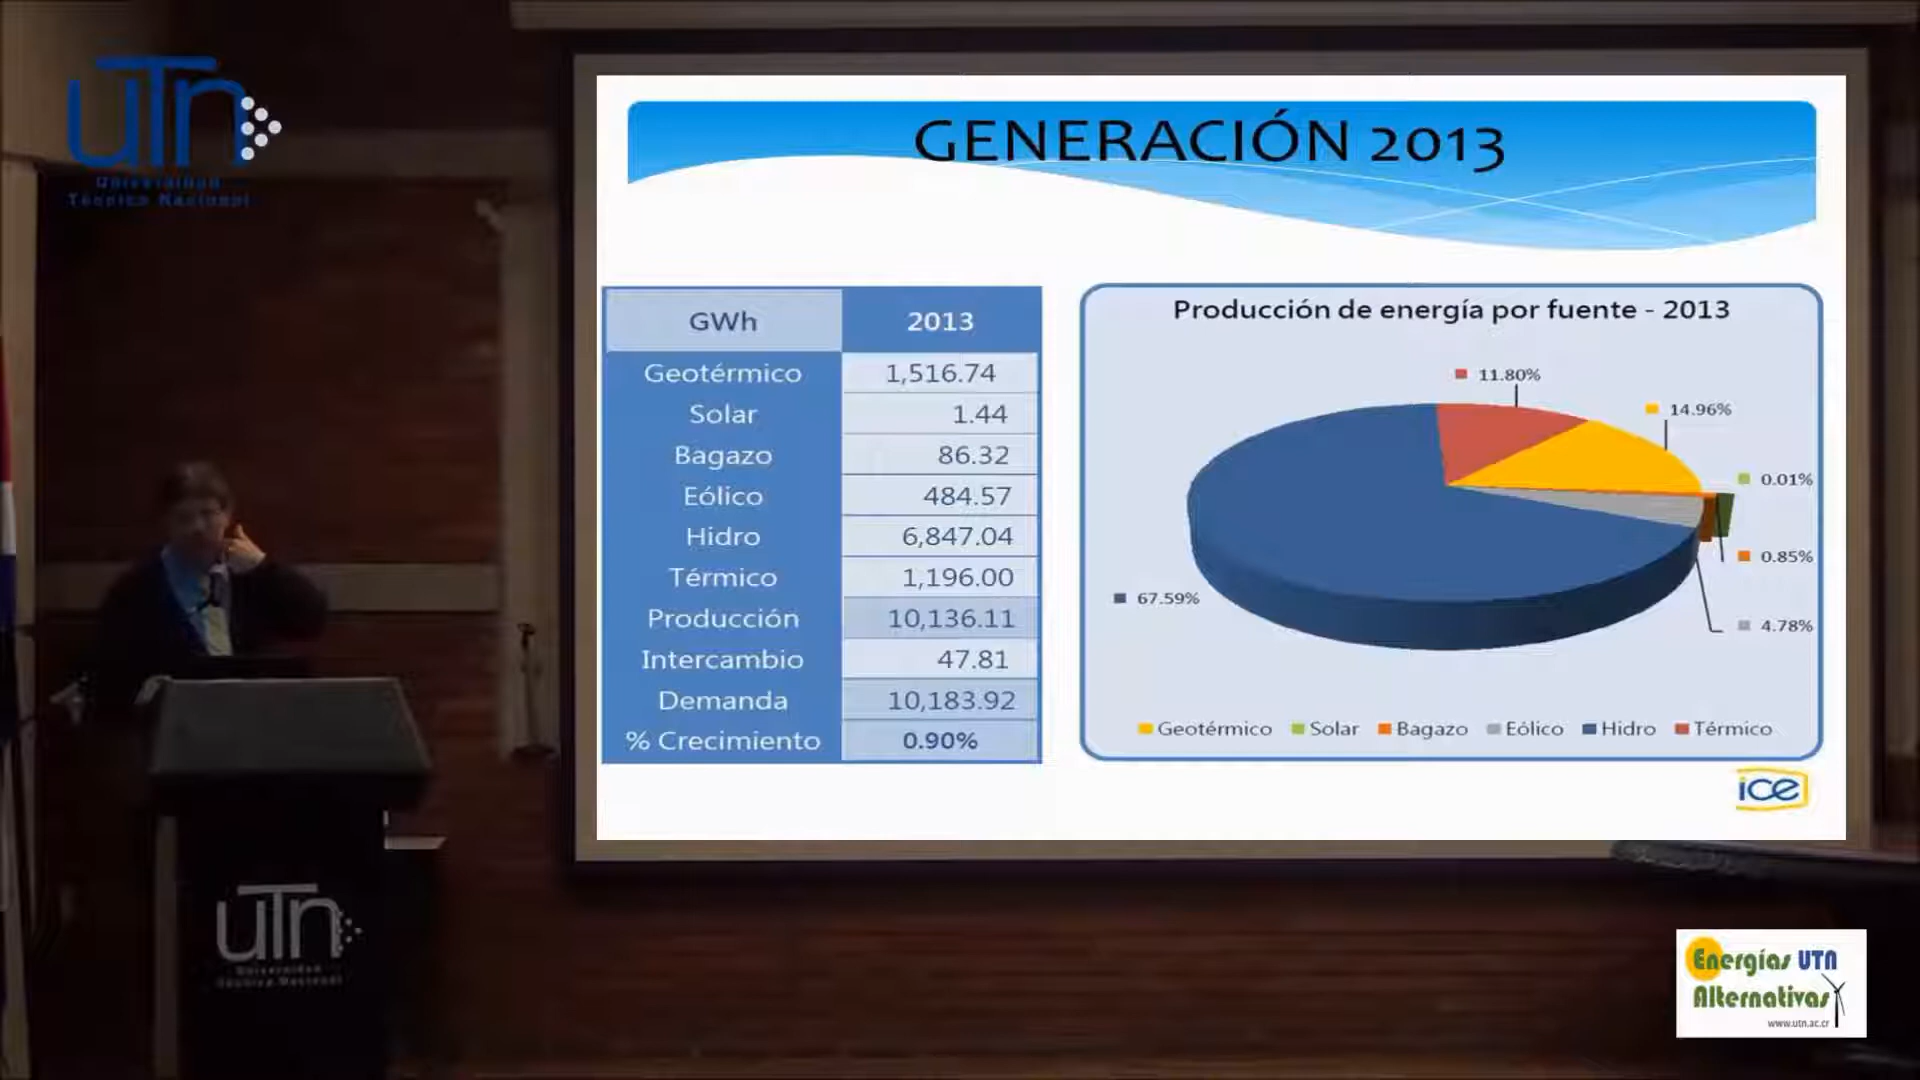 uTn
Universidad
Técnica Nacional
GENERACIÓN 2013
GWh 2013
Geotérmico 1,516.74
Solar 1.44
Bagazo 86.32
Eólico 484.57
Hidro 6,847.04
Térmico 1,196.00
Producción 10,136.11
Intercambio 47.81
Demanda 10,183.92
% Crecimiento 0.90%
Producción de energía por fuente - 2013
11.80%
14.96%
0.01%
0.85%
4.78%
67.59%
Geotérmico Solar Bagazo Eólico Hidro Térmico
ice
uTn
Universidad
Técnica Nacional
Energías UTN
Alternativas
www.utn.ac.cr